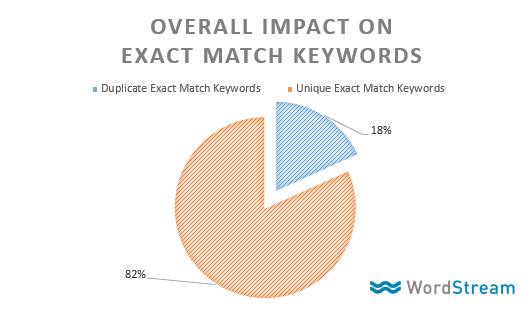 OVERALL IMPACT ON
EXACT MATCH KEYWORDS
Duplicate Exact Match Keywords Unique Exact Match Keywords
18%
82%
WordStream